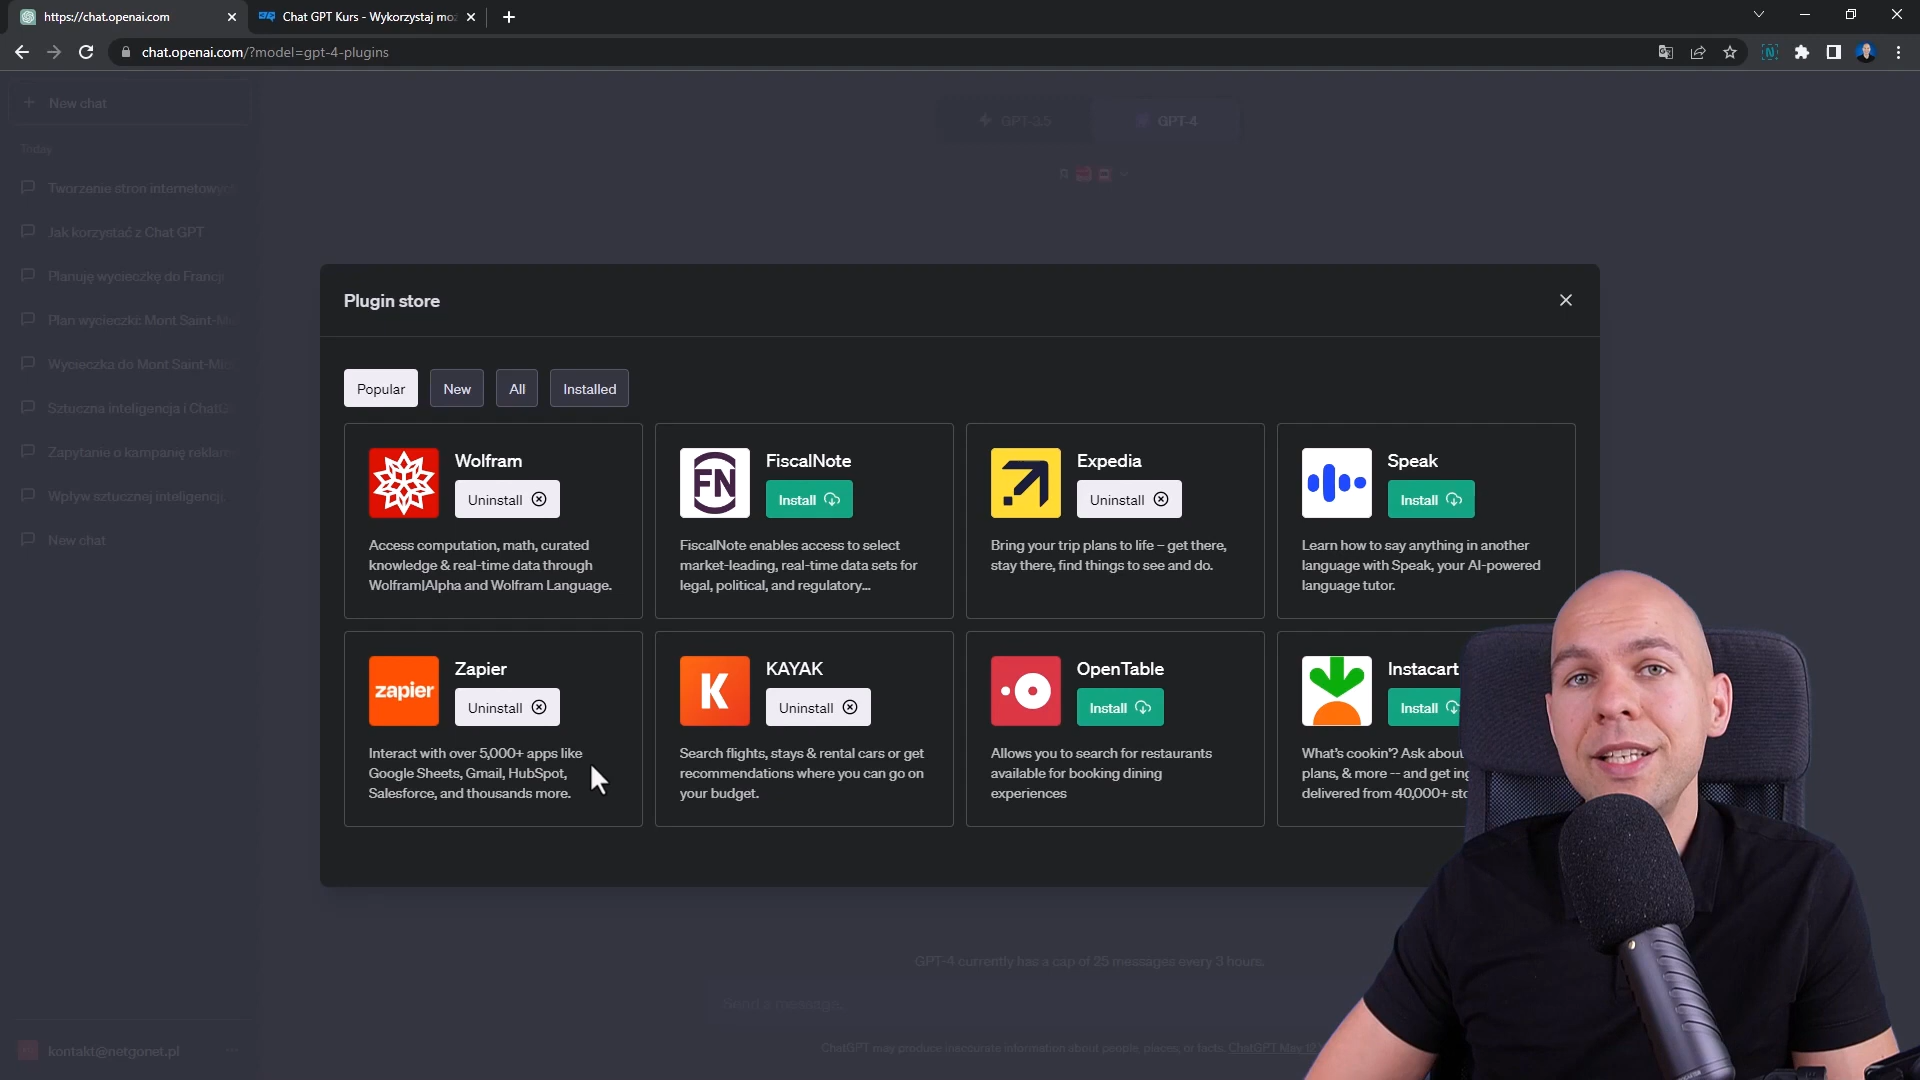 https://chat.openai.com
Chat GPT Kurs - Wykorzystaj moż
chat.openai.com/?model=gpt-4-plugins
New chat
GPT-3.5
GPT-4
Today
Tworzenie stron internetowyc
Jak korzystać z Chat GPT
Planuję wycieczkę do Francji
Plan wycieczki: Mont Saint-Mi
Wycieczka do Mont Saint-Mic
Sztuczna inteligencja i Chat
Zapytanie o kampanię reklam
Wpływ sztucznej inteligencji
New chat
Plugin store
Popular
New
All
Installed
Wolfram
Uninstall
Access computation, math, curated
knowledge & real-time data through
Wolfram|Alpha and Wolfram Language.
FN
FiscalNote
Install
FiscalNote enables access to select
market-leading, real-time data sets for
legal, political, and regulatory...
Expedia
Uninstall
Bring your trip plans to life – get there,
stay there, find things to see and do.
Speak
Install
Learn how to say anything in another
language with Speak, your AI-powered
language tutor.
zapier
Zapier
Uninstall
Interact with over 5,000+ apps like
Google Sheets, Gmail, HubSpot,
Salesforce, and thousands more.
K
KAYAK
Uninstall
Search flights, stays & rental cars or get
recommendations where you can go on
your budget.
OpenTable
Install
Allows you to search for restaurants
available for booking dining
experiences
Instacart
Install
What's cookin'? Ask about
plans, & more -- and get ing
delivered from 40,000+ sto
GPT-4 currently has a cap of 25 messages every 3 hours.
Send a message.
ChatGPT may produce inaccurate information about people, places, or facts. ChatGPT May 12
kontakt@netgonet.pl